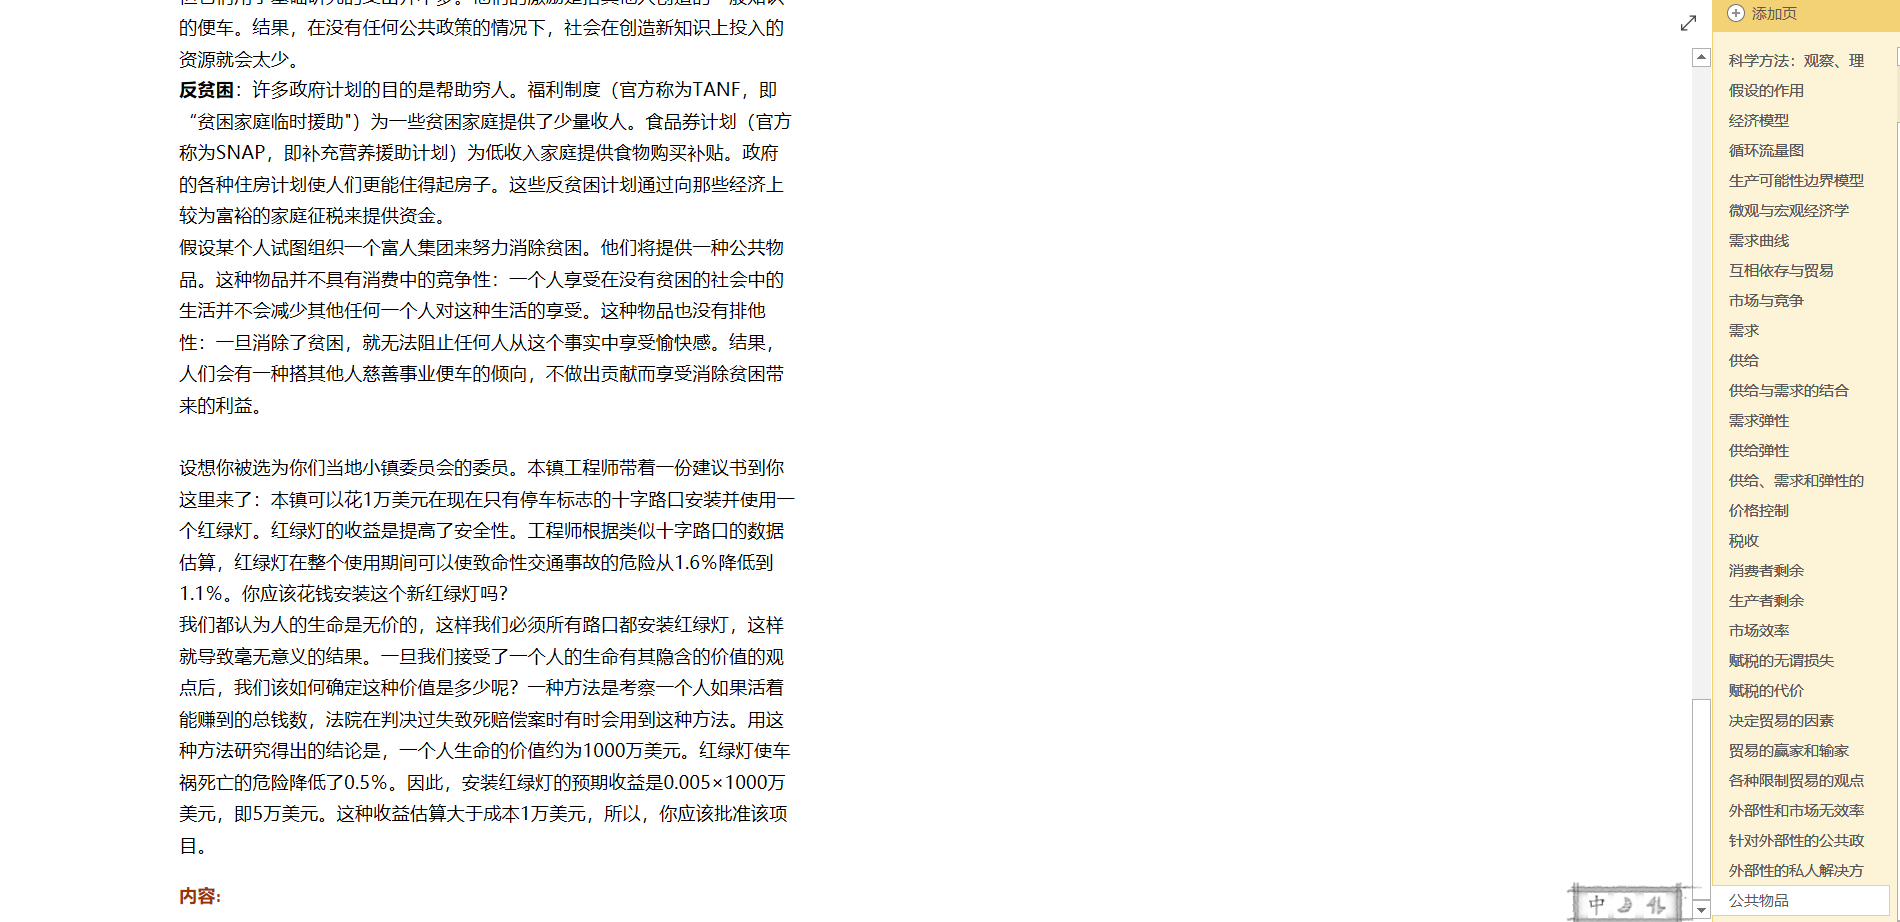 的便车。结果，在没有任何公共政策的情况下，社会在创造新知识上投入的
资源就会太少。
反贫困：许多政府计划的目的是帮助穷人。福利制度（官方称为TANF，即
“贫困家庭临时援助"）为一些贫困家庭提供了少量收人。食品券计划（官方
称为SNAP，即补充营养援助计划）为低收入家庭提供食物购买补贴。政府
的各种住房计划使人们更能住得起房子。这些反贫困计划通过向那些经济上
较为富裕的家庭征税来提供资金。
假设某个人试图组织一个富人集团来努力消除贫困。他们将提供一种公共物
品。这种物品并不具有消费中的竞争性：一个人享受在没有贫困的社会中的
生活并不会减少其他任何一个人对这种生活的享受。这种物品也没有排他
性：一旦消除了贫困，就无法阻止任何人从这个事实中享受愉快感。结果，
人们会有一种搭其他人慈善事业便车的倾向，不做出贡献而享受消除贫困带
来的利益。
设想你被选为你们当地小镇委员会的委员。本镇工程师带着一份建议书到你
这里来了：本镇可以花1万美元在现在只有停车标志的十字路口安装并使用一
个红绿灯。红绿灯的收益是提高了安全性。工程师根据类似十字路口的数据
估算，红绿灯在整个使用期间可以使致命性交通事故的危险从1.6%降低到
1.1%。你应该花钱安装这个新红绿灯吗？
我们都认为人的生命是无价的，这样我们必须所有路口都安装红绿灯，这样
就导致毫无意义的结果。一旦我们接受了一个人的生命有其隐含的价值的观
点后，我们该如何确定这种价值是多少呢？一种方法是考察一个人如果活着
能赚到的总钱数，法院在判决过失致死赔偿案时有时会用到这种方法。用这
种方法研究得出的结论是，一个人生命的价值约为1000万美元。红绿灯使车
祸死亡的危险降低了0.5%。因此，安装红绿灯的预期收益是0.005×1000万
美元，即5万美元。这种收益估算大于成本1万美元，所以，你应该批准该项
目。
内容:
添加页
科学方法：观察、理
假设的作用
经济模型
循环流量图
生产可能性边界模型
微观与宏观经济学
需求曲线
互相依存与贸易
市场与竞争
需求
供给
供给与需求的结合
需求弹性
供给弹性
供给、需求和弹性的
价格控制
税收
消费者剩余
生产者剩余
市场效率
赋税的无谓损失
赋税的代价
决定贸易的因素
贸易的赢家和输家
各种限制贸易的观点
外部性和市场无效率
针对外部性的公共政
外部性的私人解决方
公共物品
中